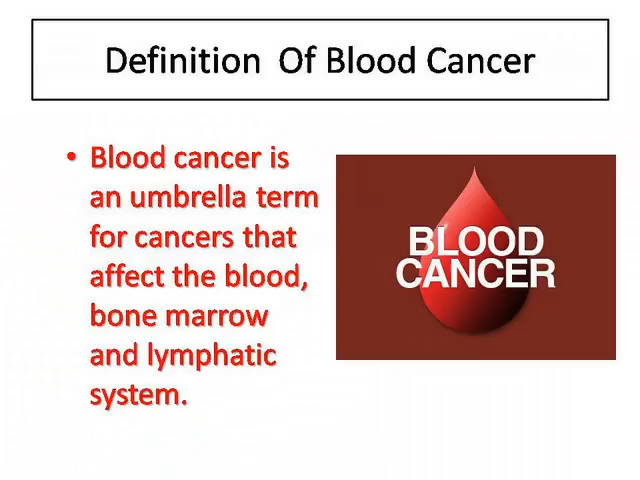 Definition  Of Blood Cancer
• Blood cancer is
an umbrella term
for cancers that
affect the blood,
bone marrow
and lymphatic
system.
BLOOD
CANCER